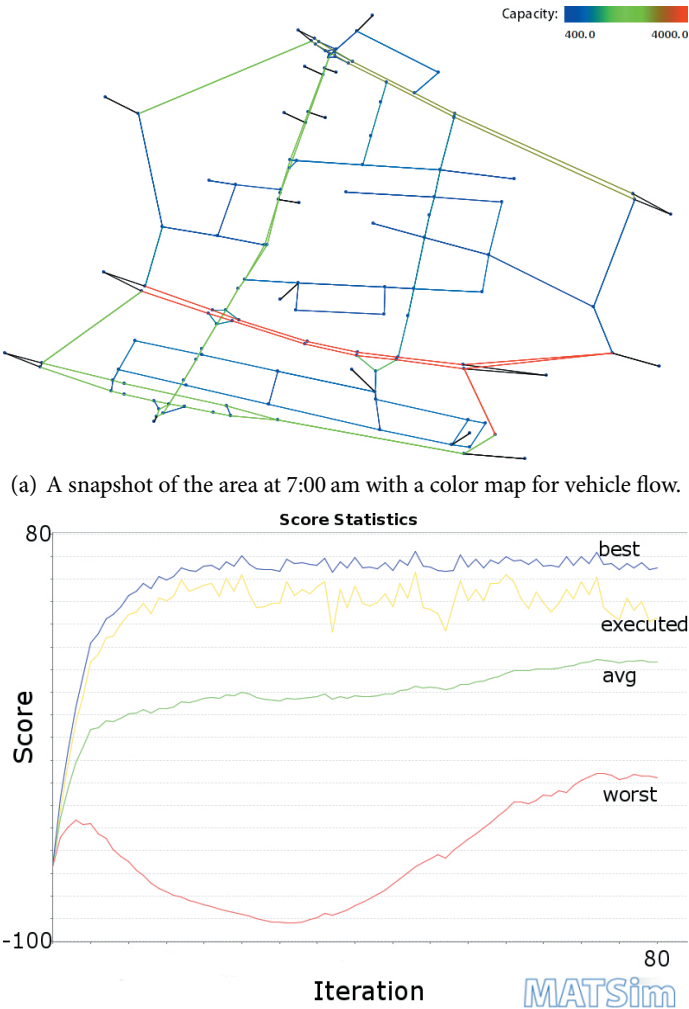 Capacity:
400.0 4000.0
(a) A snapshot of the area at 7:00 am with a color map for vehicle flow.
Score Statistics
80
best
executed
avg
worst
Score
-100
80
Iteration
MATSim